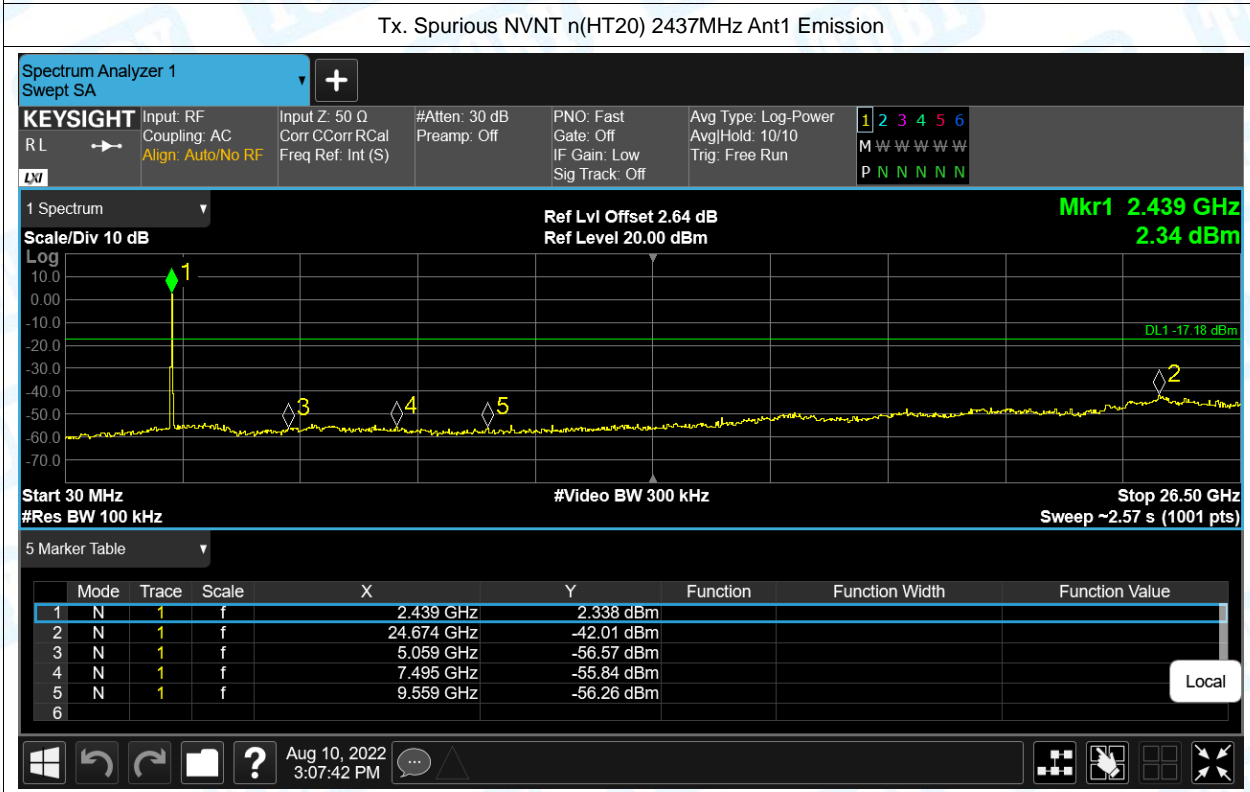 Tx. Spurious NVNT n(HT20) 2437MHz Ant1 Emission
Spectrum Analyzer 1
Swept SA
KEYSIGHT Input: RF Input Z: 50 Ω #Atten: 30 dB PNO: Fast Avg Type: Log-Power 1 2 3 4 5 6
R L Coupling: AC Corr CCorr RCal Preamp: Off Gate: Off Avg|Hold: 10/10 M W W W W W
Align: Auto/No RF Freq Ref: Int (S) IF Gain: Low Trig: Free Run
LXI Sig Track: Off P N N N N N
1 Spectrum Ref Lvl Offset 2.64 dB Mkr1 2.439 GHz
Scale/Div 10 dB Ref Level 20.00 dBm 2.34 dBm
Log
1
10.0
0.00
-10.0
DL1 -17.18 dBm
-20.0
-30.0
2
-40.0
3 4 5
-50.0
-60.0
-70.0
Start 30 MHz #Video BW 300 kHz Stop 26.50 GHz
#Res BW 100 kHz Sweep ~2.57 s (1001 pts)
5 Marker Table
Mode Trace Scale X Y Function Function Width Function Value
1 N 1 f 2.439 GHz 2.338 dBm
2 N 1 f 24.674 GHz -42.01 dBm
3 N 1 f 5.059 GHz -56.57 dBm
4 N 1 f 7.495 GHz -55.84 dBm
5 N 1 f 9.559 GHz -56.26 dBm
6
Local
? Aug 10, 2022
3:07:42 PM